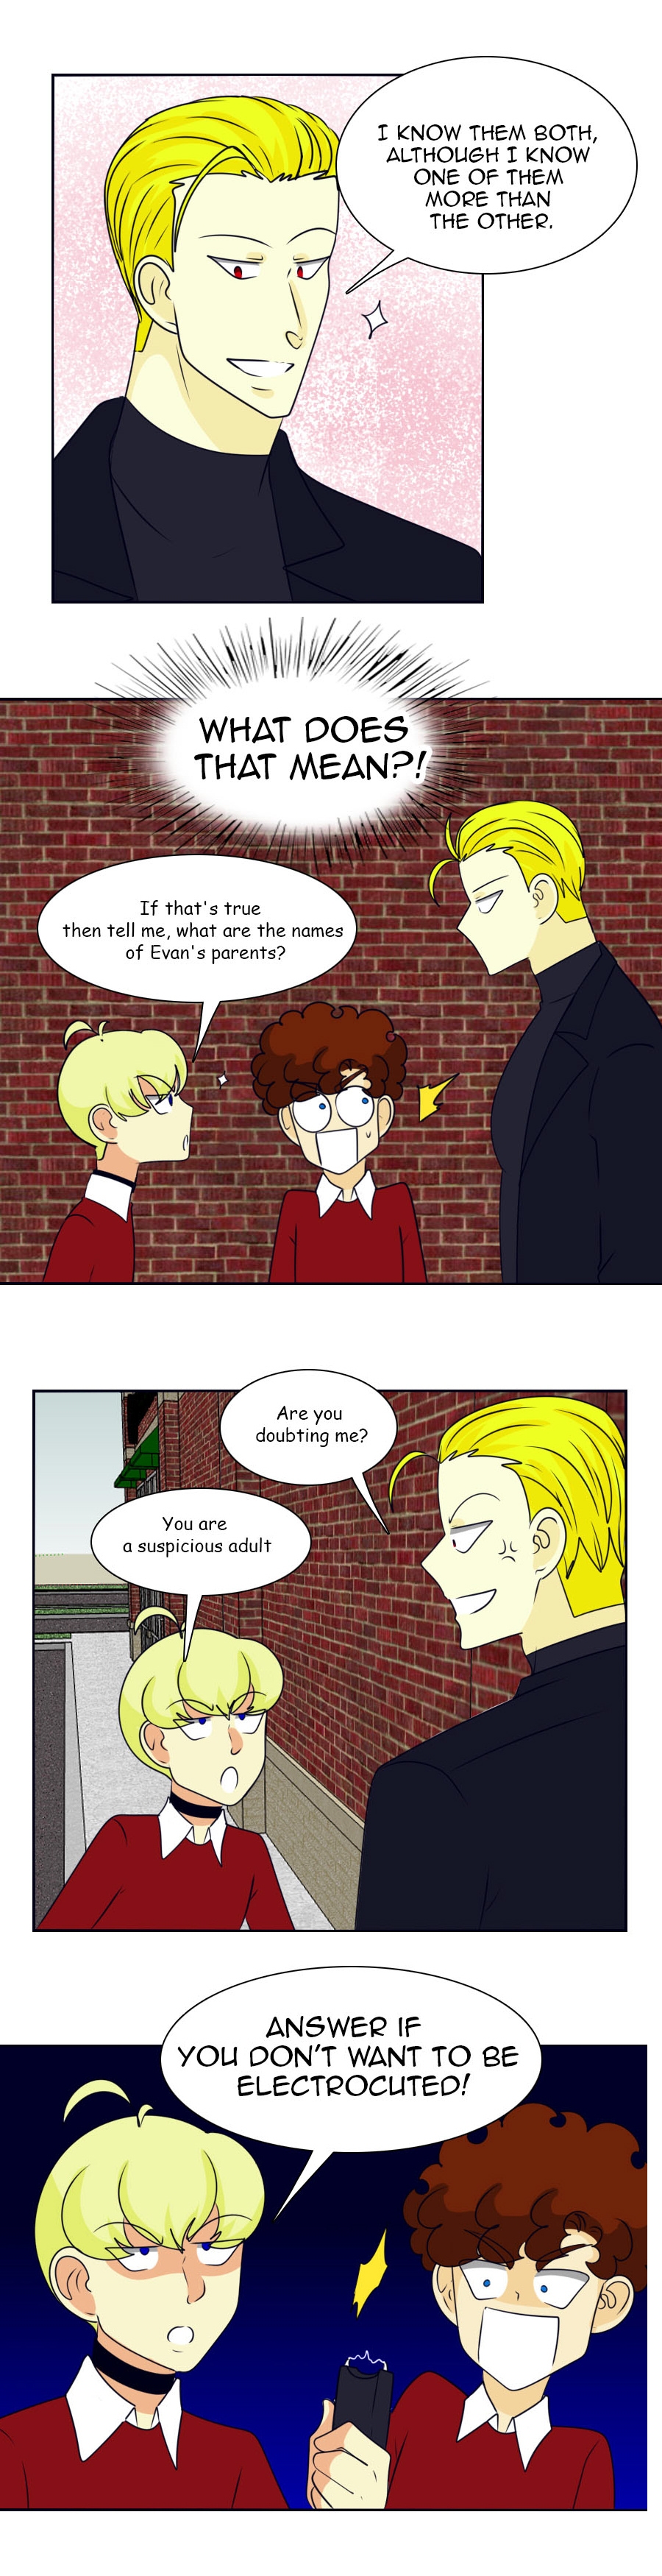 I KNOW THEM BOTH,
ALTHOUGH I KNOW
ONE OF THEM
MORE THAN
THE OTHER.
WHAT DOES
THAT MEAN?!
If that's true
then tell me, what are the names
of Evan's parents?
Are you
doubting me?
You are
a suspicious adult
ANSWER IF
YOU DON'T WANT TO BE
ELECTROCUTED!